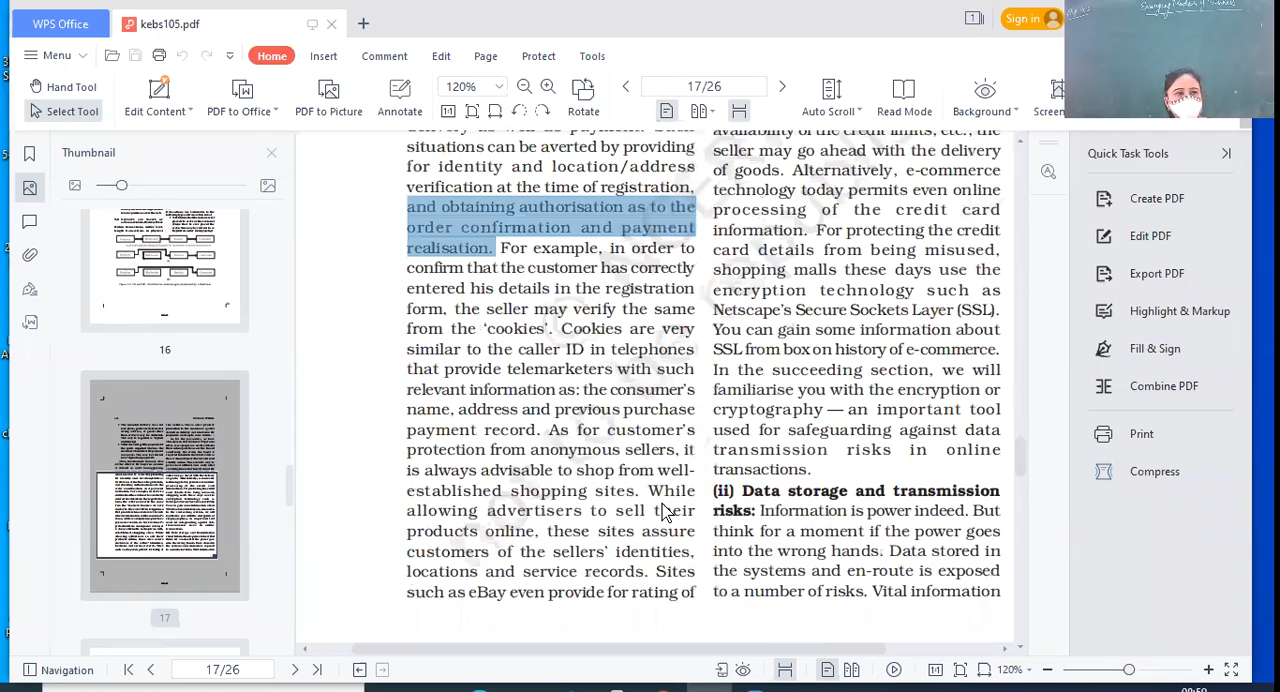 WPS Office
kebs105.pdf
Sign in
Menu
Home
Insert
Comment
Edit
Page
Protect
Tools
Hand Tool
Select Tool
Edit Content
PDF to Office
PDF to Picture
Annotate
120%
Rotate
17/26
Auto Scroll
Read Mode
Background
Screen
Thumbnail
16
17
situations can be averted by providing
for identity and location/address
verification at the time of registration,
and obtaining authorisation as to the
order confirmation and payment
realisation. For example, in order to
confirm that the customer has correctly
entered his details in the registration
form, the seller may verify the same
from the ‘cookies’. Cookies are very
similar to the caller ID in telephones
that provide telemarketers with such
relevant information as: the consumer’s
name, address and previous purchase
payment record. As for customer’s
protection from anonymous sellers, it
is always advisable to shop from well-
established shopping sites. While
allowing advertisers to sell their
products online, these sites assure
customers of the sellers’ identities,
locations and service records. Sites
such as eBay even provide for rating of
availability of the credit limits, etc., the
seller may go ahead with the delivery
of goods. Alternatively, e-commerce
technology today permits even online
processing of the credit card
information. For protecting the credit
card details from being misused,
shopping malls these days use the
encryption technology such as
Netscape’s Secure Sockets Layer (SSL).
You can gain some information about
SSL from box on history of e-commerce.
In the succeeding section, we will
familiarise you with the encryption or
cryptography — an important tool
used for safeguarding against data
transmission risks in online
transactions.
(ii) Data storage and transmission
risks: Information is power indeed. But
think for a moment if the power goes
into the wrong hands. Data stored in
the systems and en-route is exposed
to a number of risks. Vital information
Quick Task Tools
Create PDF
Edit PDF
Export PDF
Highlight & Markup
Fill & Sign
Combine PDF
Print
Compress
Navigation
17/26
120%